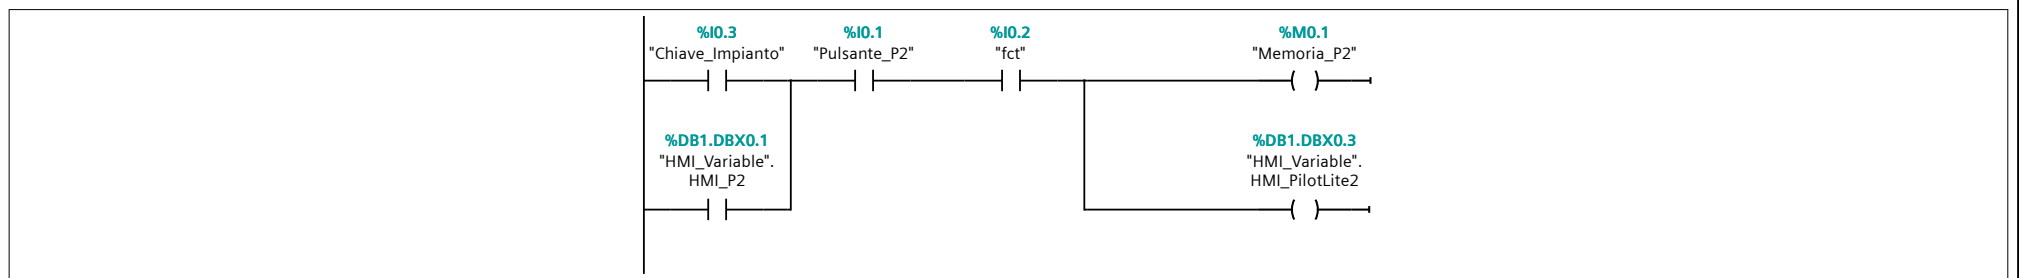 %I0.3 %I0.1 %I0.2 %M0.1
"Chiave_Impianto" "Pulsante_P2" "fct" "Memoria_P2"
%DB1.DBX0.1 %DB1.DBX0.3
"HMI_Variable". "HMI_Variable".
HMI_P2 HMI_PilotLite2